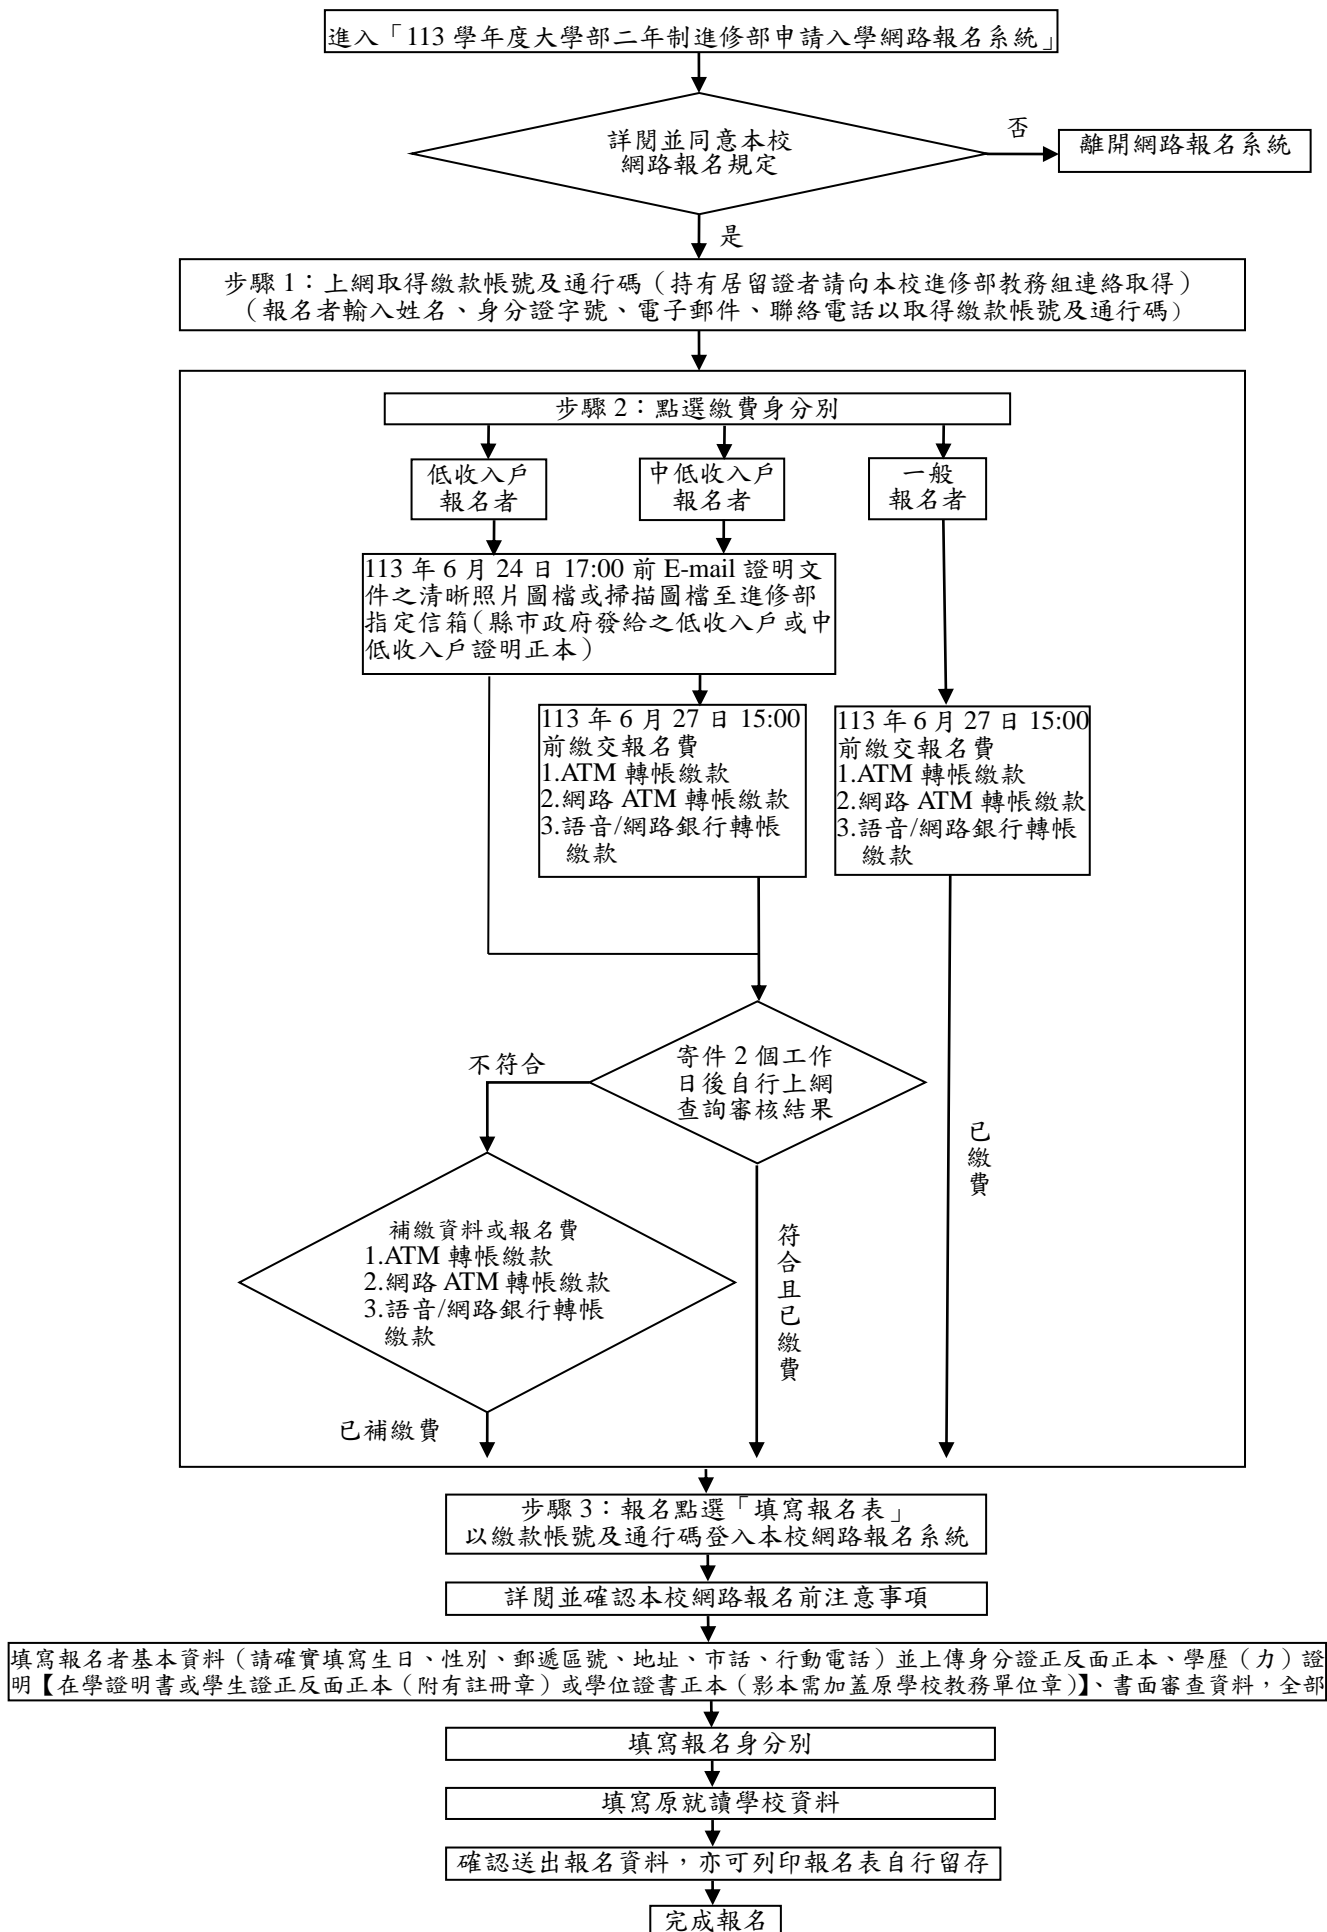 進入「113 學年度大學部二年制進修部申請入學網路報名系統」
詳閱並同意本校
網路報名規定
否
離開網路報名系統
是
步驟 1：上網取得繳款帳號及通行碼（持有居留證者請向本校進修部教務組連絡取得）
（報名者輸入姓名、身分證字號、電子郵件、聯絡電話以取得繳款帳號及通行碼）
步驟 2：點選繳費身分別
低收入戶
報名者
中低收入戶
報名者
一般
報名者
113 年 6 月 24 日 17:00 前 E-mail 證明文
件之清晰照片圖檔或掃描圖檔至進修部
指定信箱（縣市政府發給之低收入戶或中
低收入戶證明正本）
113 年 6 月 27 日 15:00
前繳交報名費
1.ATM 轉帳繳款
2.網路 ATM 轉帳繳款
3.語音/網路銀行轉帳
繳款
113 年 6 月 27 日 15:00
前繳交報名費
1.ATM 轉帳繳款
2.網路 ATM 轉帳繳款
3.語音/網路銀行轉帳
繳款
寄件 2 個工作
日後自行上網
查詢審核結果
不符合
已繳費
補繳資料或報名費
1.ATM 轉帳繳款
2.網路 ATM 轉帳繳款
3.語音/網路銀行轉帳
繳款
符合且已繳費
已補繳費
步驟 3：報名點選「填寫報名表」
以繳款帳號及通行碼登入本校網路報名系統
詳閱並確認本校網路報名前注意事項
填寫報名者基本資料（請確實填寫生日、性別、郵遞區號、地址、市話、行動電話）並上傳身分證正反面正本、學歷（力）證
明【在學證明書或學生證正反面正本（附有註冊章）或學位證書正本（影本需加蓋原學校教務單位章）】、書面審查資料，全部
填寫報名身分別
填寫原就讀學校資料
確認送出報名資料，亦可列印報名表自行留存
完成報名